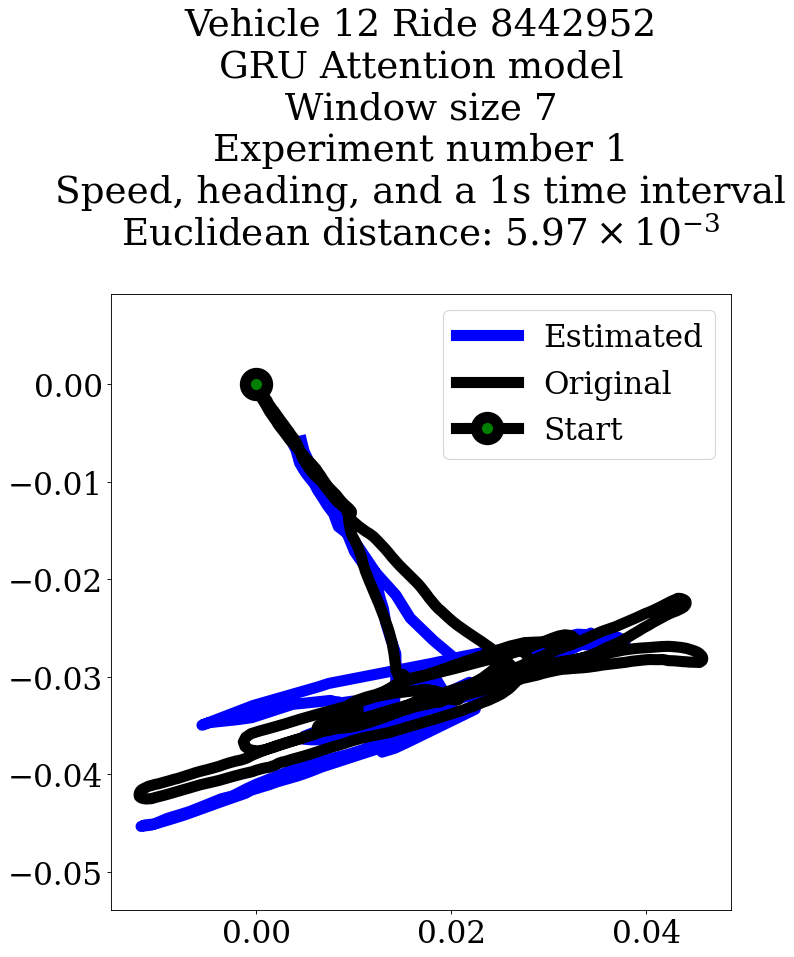 Vehicle 12 Ride 8442952
GRU Attention model
Window size 7
Experiment number 1
Speed, heading, and a 1s time interval
Euclidean distance: 5.97 × 10⁻³
Estimated
Original
Start
0.00
−0.01
−0.02
−0.03
−0.04
−0.05
0.00 0.02 0.04